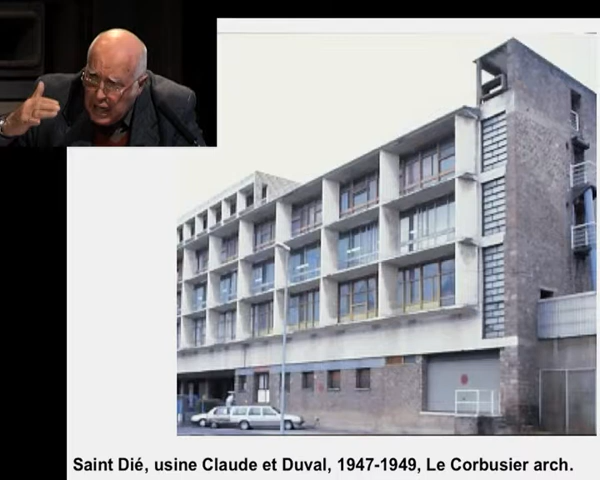 Saint Dié, usine Claude et Duval, 1947-1949, Le Corbusier arch.